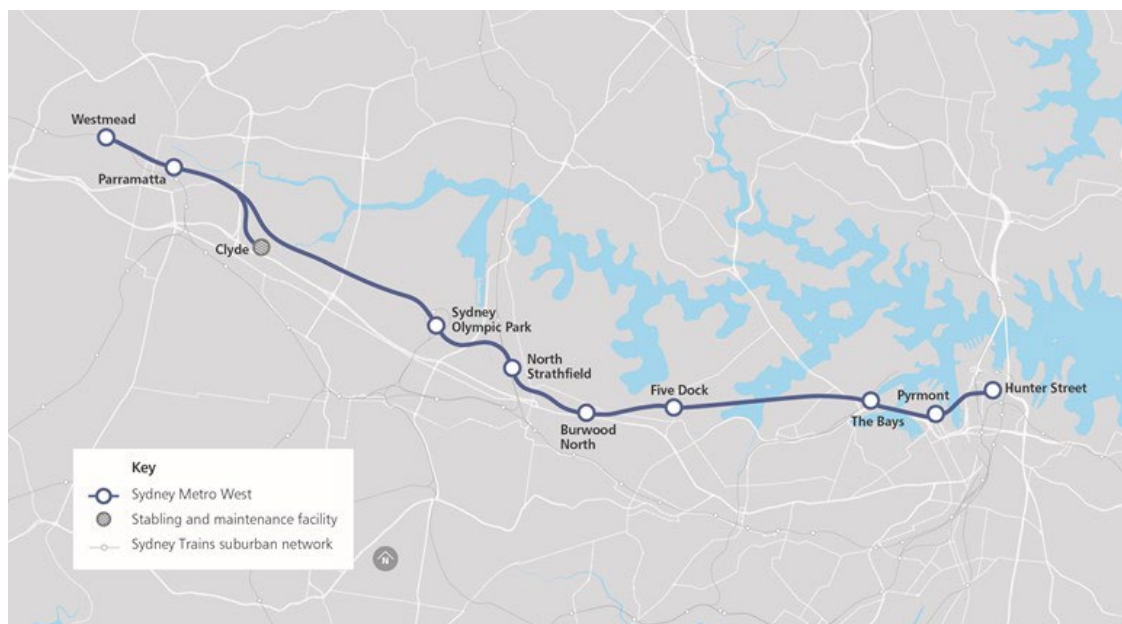 Westmead
Parramatta
Clyde
Sydney
Olympic Park
North
Strathfield
Burwood
North
Five Dock
The Bays
Pyrmont
Hunter Street
Key
Sydney Metro West
Stabling and maintenance facility
Sydney Trains suburban network
N